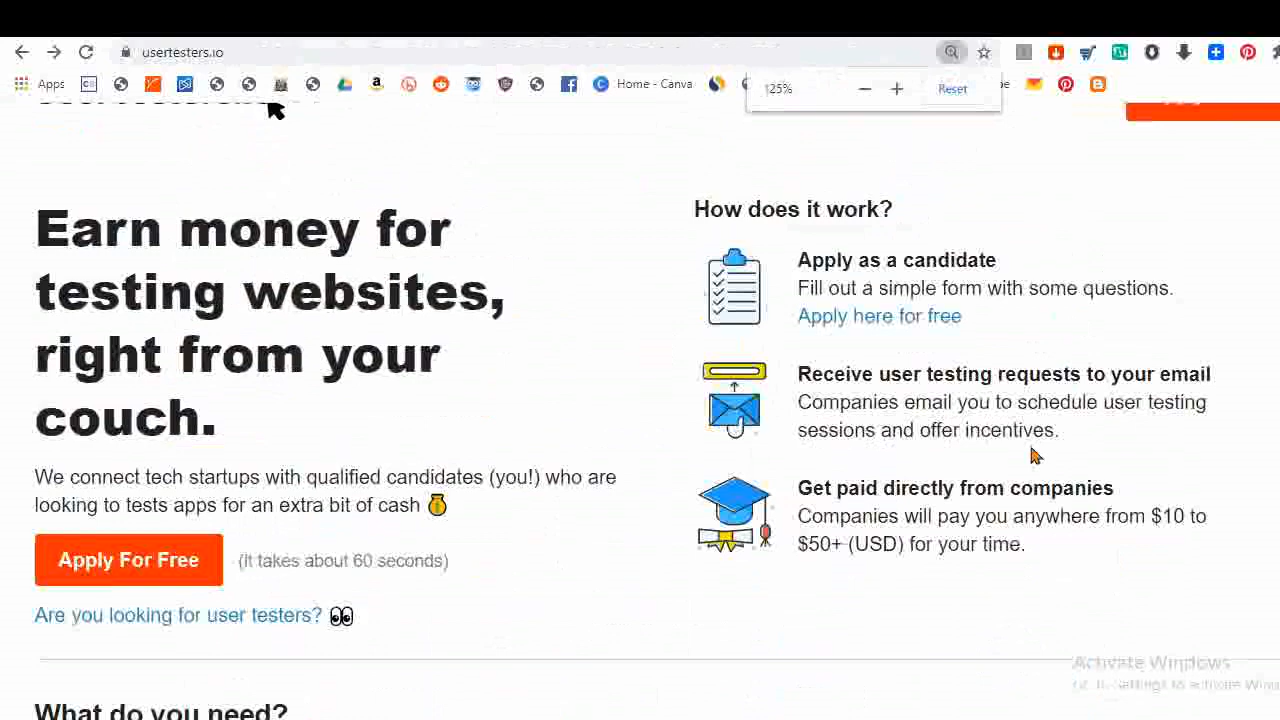 usertesters.io
Apps
Home - Canva
125%
Reset
Earn money for
testing websites,
right from your
couch.
We connect tech startups with qualified candidates (you!) who are
looking to tests apps for an extra bit of cash
Apply For Free
(It takes about 60 seconds)
Are you looking for user testers?
How does it work?
Apply as a candidate
Fill out a simple form with some questions.
Apply here for free
Receive user testing requests to your email
Companies email you to schedule user testing
sessions and offer incentives.
Get paid directly from companies
Companies will pay you anywhere from $10 to
$50+ (USD) for your time.
What do you need?
Activate Windows